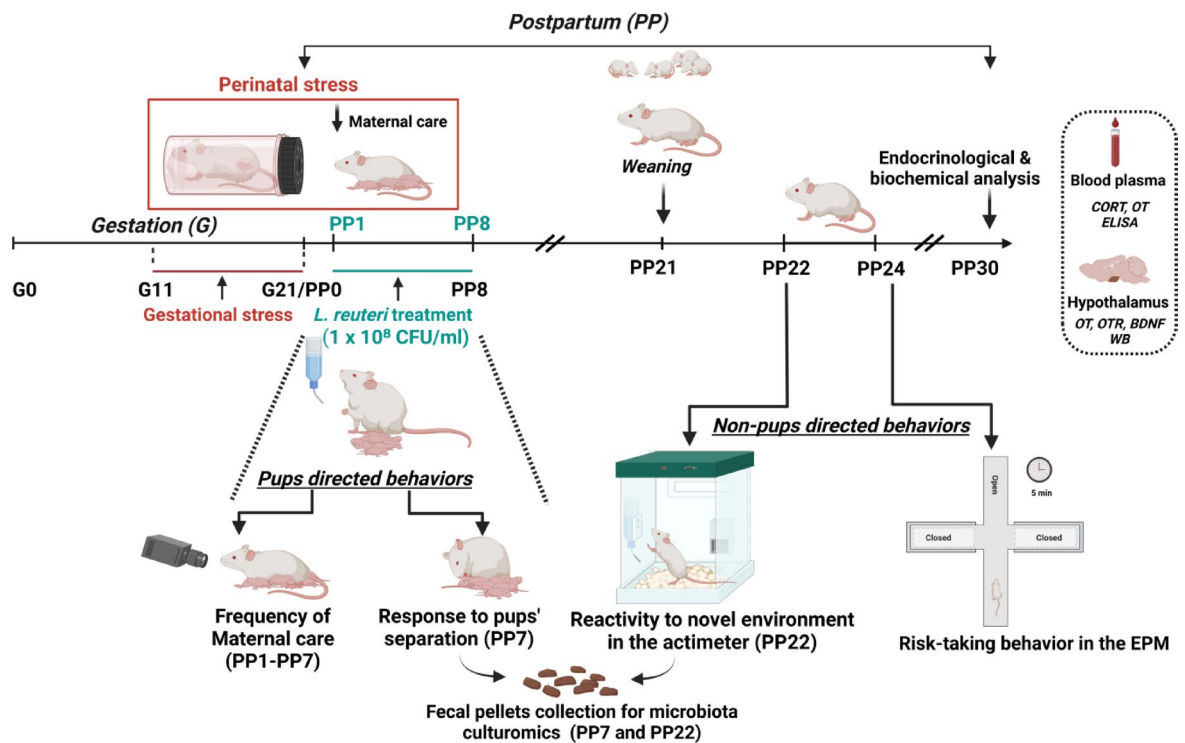 Postpartum (PP)
Perinatal stress
Maternal care
Weaning
Endocrinological &
biochemical analysis
Blood plasma
CORT, OT
ELISA
Hypothalamus
OT, OTR, BDNF
WB
Gestation (G)
PP1
PP8
G0
G11
G21/PP0
PP8
PP21
PP22
PP24
PP30
Gestational stress
L. reuteri treatment
(1 x 10⁸ CFU/ml)
Pups directed behaviors
Non-pups directed behaviors
Open
5 min
Closed
Closed
Frequency of
Maternal care
(PP1-PP7)
Response to pups'
separation (PP7)
Reactivity to novel environment
in the actimeter (PP22)
Risk-taking behavior in the EPM
Fecal pellets collection for microbiota
culturomics (PP7 and PP22)